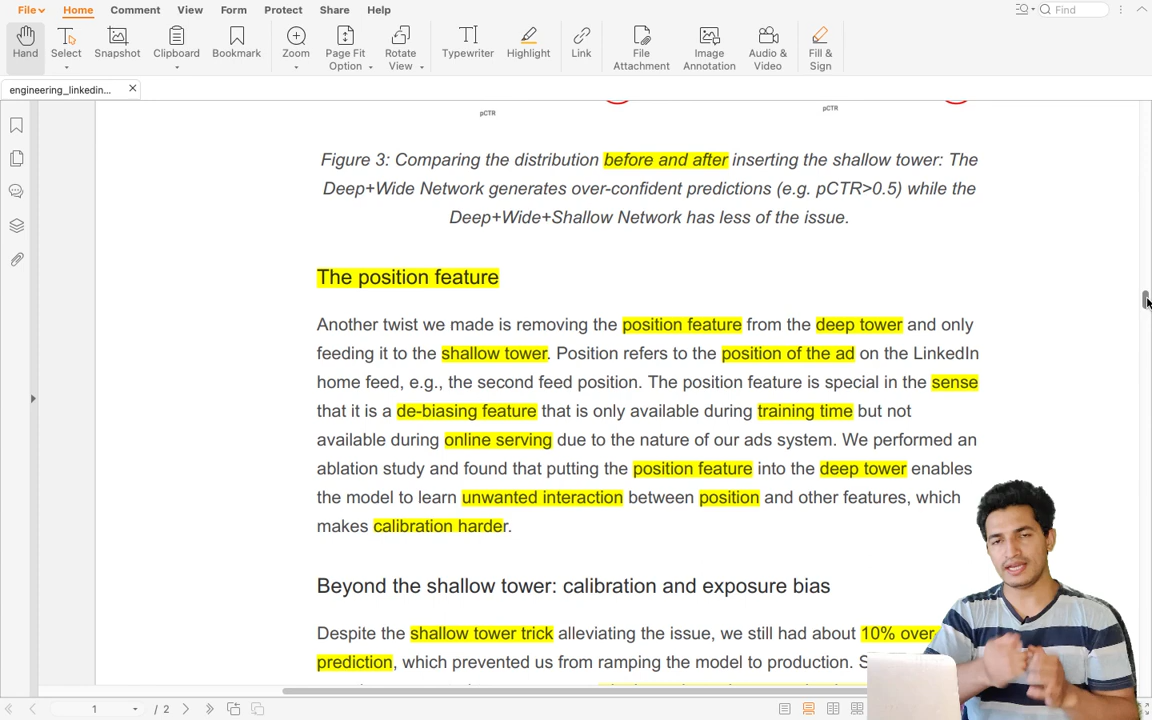 File Home Comment View Form Protect Share Help Find
Hand Select Snapshot Clipboard Bookmark Zoom Page Fit Option Rotate View Typewriter Highlight Link File Attachment Image Annotation Audio & Video Fill & Sign
engineering_linkedin...
pCTR pCTR
Figure 3: Comparing the distribution before and after inserting the shallow tower: The
Deep+Wide Network generates over-confident predictions (e.g. pCTR>0.5) while the
Deep+Wide+Shallow Network has less of the issue.
The position feature
Another twist we made is removing the position feature from the deep tower and only
feeding it to the shallow tower. Position refers to the position of the ad on the LinkedIn
home feed, e.g., the second feed position. The position feature is special in the sense
that it is a de-biasing feature that is only available during training time but not
available during online serving due to the nature of our ads system. We performed an
ablation study and found that putting the position feature into the deep tower enables
the model to learn unwanted interaction between position and other features, which
makes calibration harder.
Beyond the shallow tower: calibration and exposure bias
Despite the shallow tower trick alleviating the issue, we still had about 10% over-
prediction, which prevented us from ramping the model to production.
1 / 2